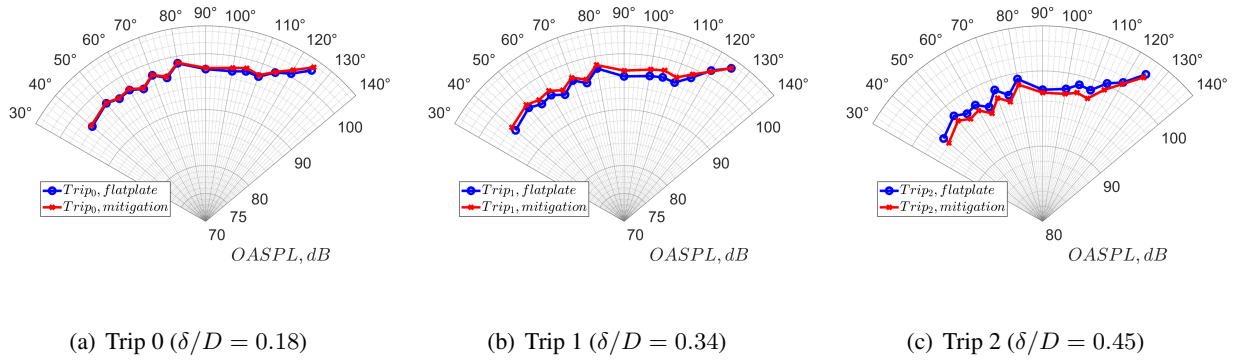 30° 40° 50° 60° 70° 80° 90° 100° 110° 120° 130° 140°
100
90
80
75
70
Trip₀, flatplate
Trip₀, mitigation
OASPL, dB
(a) Trip 0 (δ/D = 0.18)
30° 40° 50° 60° 70° 80° 90° 100° 110° 120° 130° 140°
100
90
80
75
70
Trip₁, flatplate
Trip₁, mitigation
OASPL, dB
(b) Trip 1 (δ/D = 0.34)
30° 40° 50° 60° 70° 80° 90° 100° 110° 120° 130° 140°
100
90
80
Trip₂, flatplate
Trip₂, mitigation
OASPL, dB
(c) Trip 2 (δ/D = 0.45)